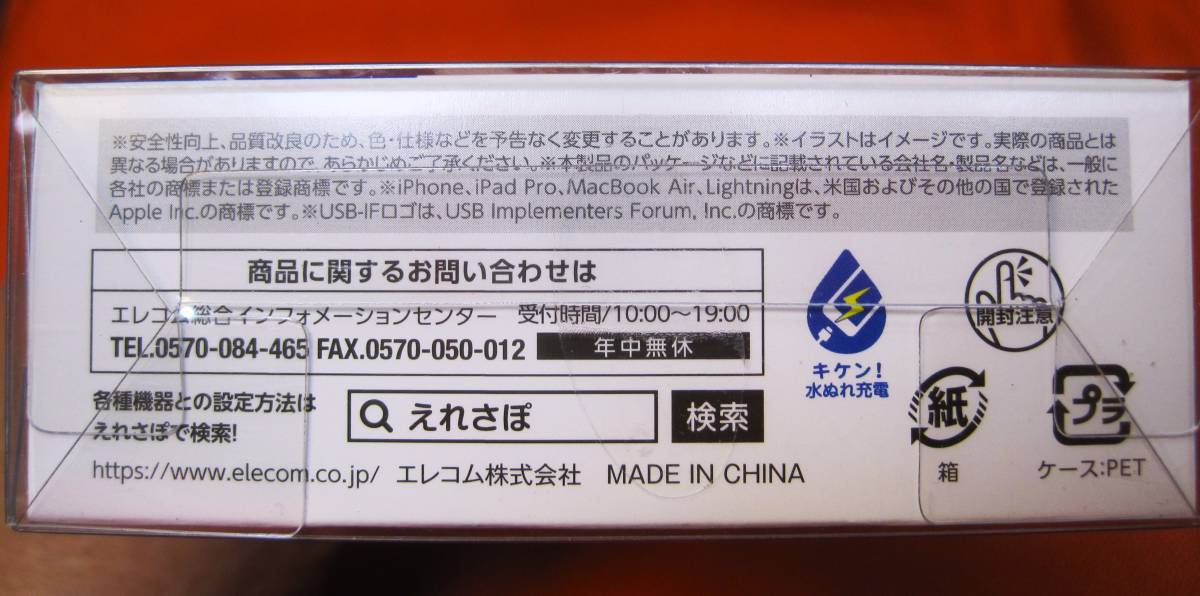 ※安全性向上、品質改良のため、色・仕様などを予告なく変更することがあります。※イラストはイメージです。実際の商品とは
異なる場合がありますので、あらかじめご了承ください。※本製品のパッケージなどに記載されている会社名・製品名などは、一般に
各社の商標または登録商標です。※iPhone、iPad Pro、MacBook Air、Lightningは、米国およびその他の国で登録された
Apple Inc.の商標です。※USB-IFロゴは、USB Implementers Forum, Inc.の商標です。
商品に関するお問い合わせは
エレコム総合インフォメーションセンター 受付時間/10:00～19:00
TEL.0570-084-465 FAX.0570-050-012 年中無休
キケン!
水ぬれ充電
開封注意
各種機器との設定方法は
えれさぽで検索!
えれさぽ 検索
https://www.elecom.co.jp/ エレコム株式会社 MADE IN CHINA
紙
箱
プラ
ケース:PET